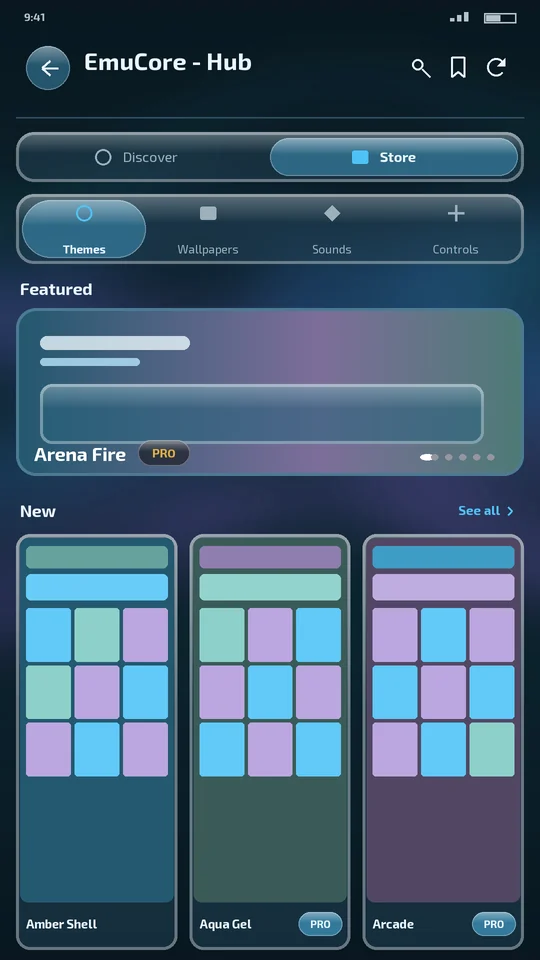 9:41
EmuCore - Hub
Discover
Store
Themes
Wallpapers
Sounds
Controls
Featured
Arena Fire
PRO
New
See all
Amber Shell
Aqua Gel
PRO
Arcade
PRO